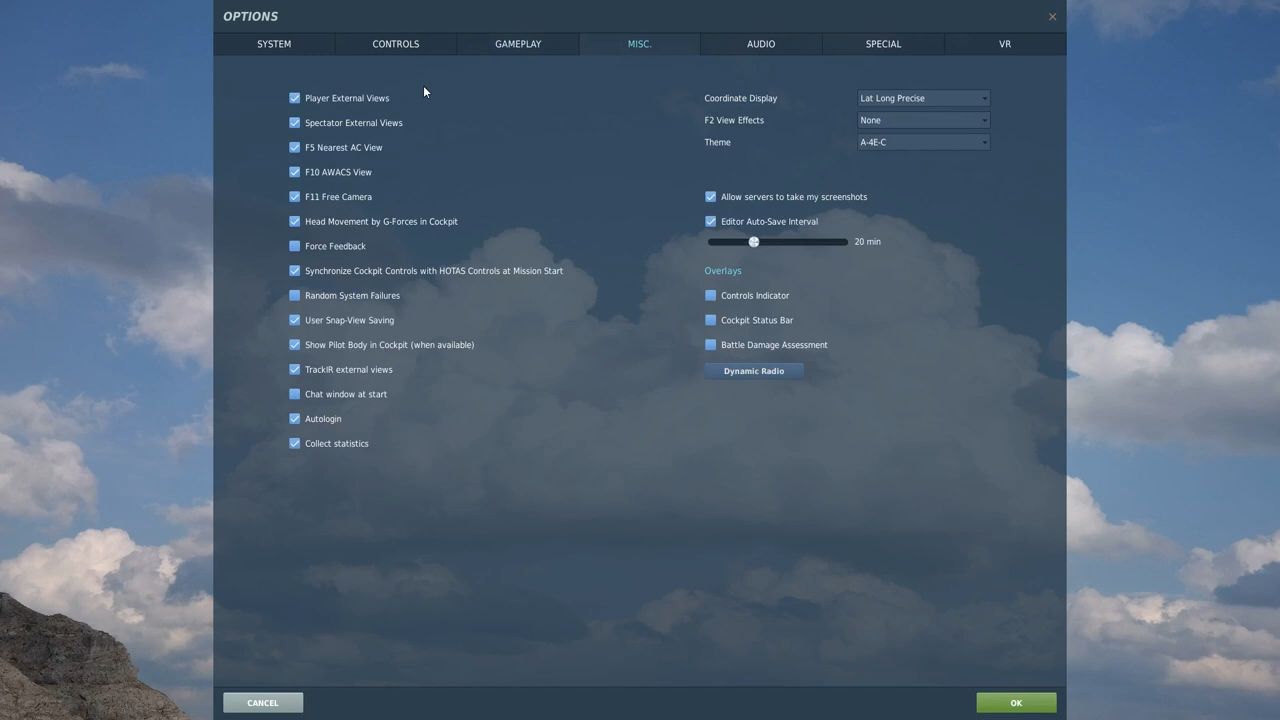 OPTIONS
SYSTEM CONTROLS GAMEPLAY MISC. AUDIO SPECIAL VR
Player External Views
Spectator External Views
F5 Nearest AC View
F10 AWACS View
F11 Free Camera
Head Movement by G-Forces in Cockpit
Force Feedback
Synchronize Cockpit Controls with HOTAS Controls at Mission Start
Random System Failures
User Snap-View Saving
Show Pilot Body in Cockpit (when available)
TrackIR external views
Chat window at start
Autologin
Collect statistics
Coordinate Display Lat Long Precise
F2 View Effects None
Theme A-4E-C
Allow servers to take my screenshots
Editor Auto-Save Interval
20 min
Overlays
Controls Indicator
Cockpit Status Bar
Battle Damage Assessment
Dynamic Radio
CANCEL OK